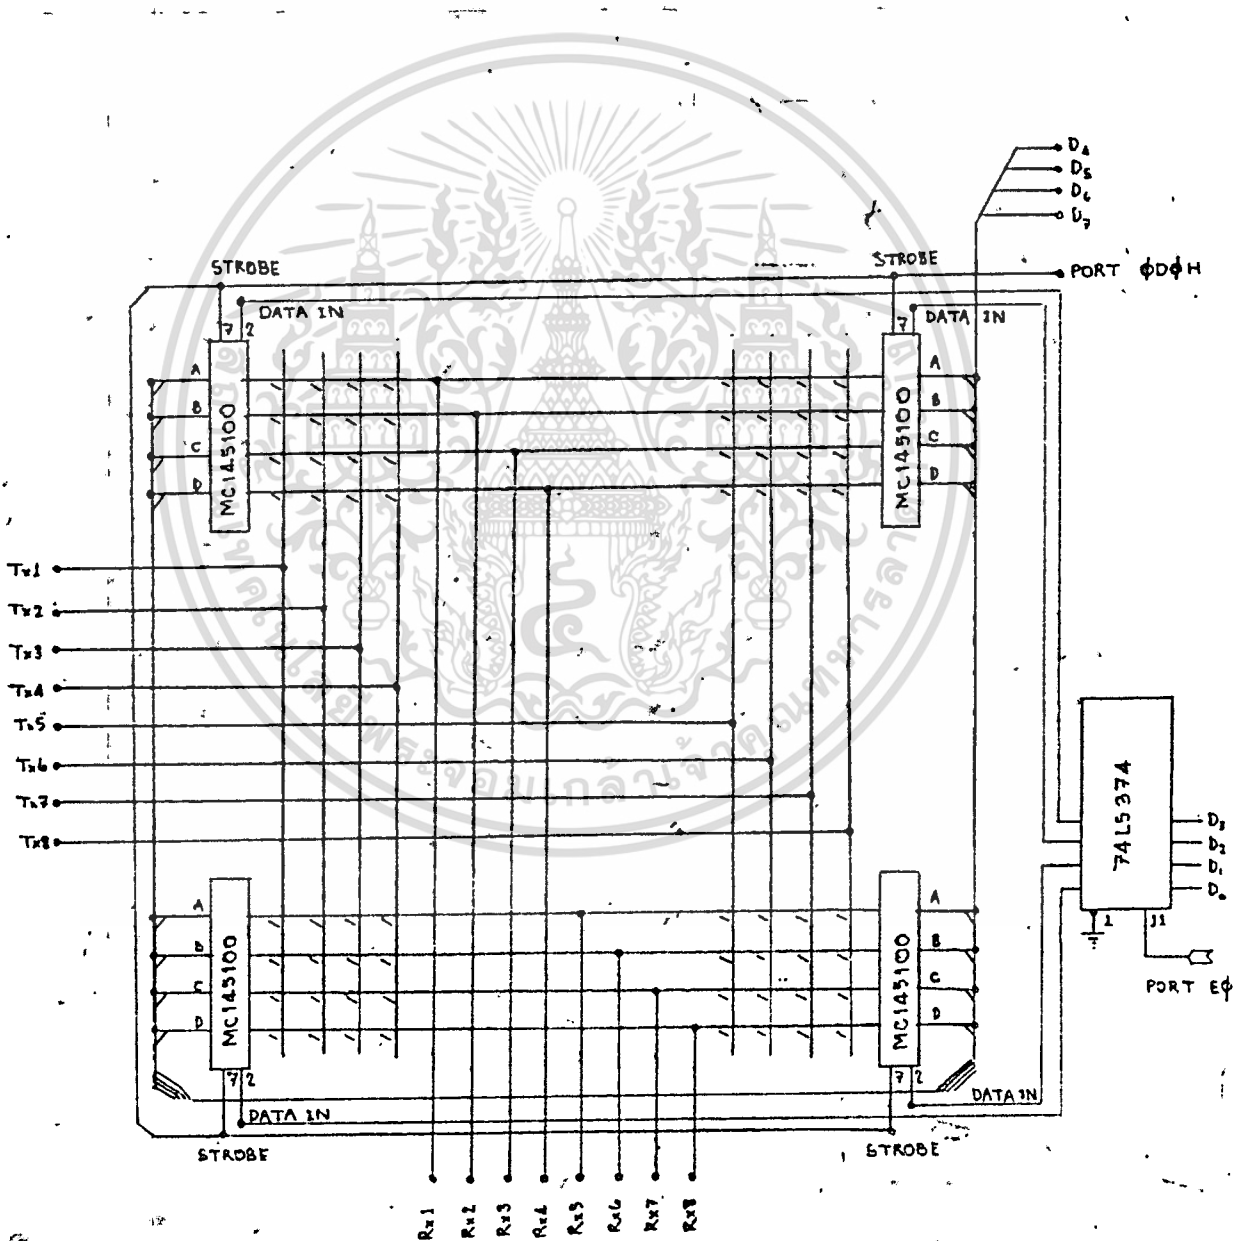 D4
D5
D6
D7
STROBE
STROBE
PORT ΦDΦH
DATA IN
DATA IN
7 2
7
A
B
C
D
MC145100
MC145100
A
B
C
D
Tx1
Tx2
Tx3
Tx4
Tx5
Tx6
Tx7
Tx8
74LS374
D3
D2
D1
D0
1
11
PORT EΦ
A
B
C
D
MC145100
MC145100
A
B
C
D
7 2
7 2
DATA IN
DATA IN
STROBE
STROBE
Rx1
Rx2
Rx3
Rx4
Rx5
Rx6
Rx7
Rx8